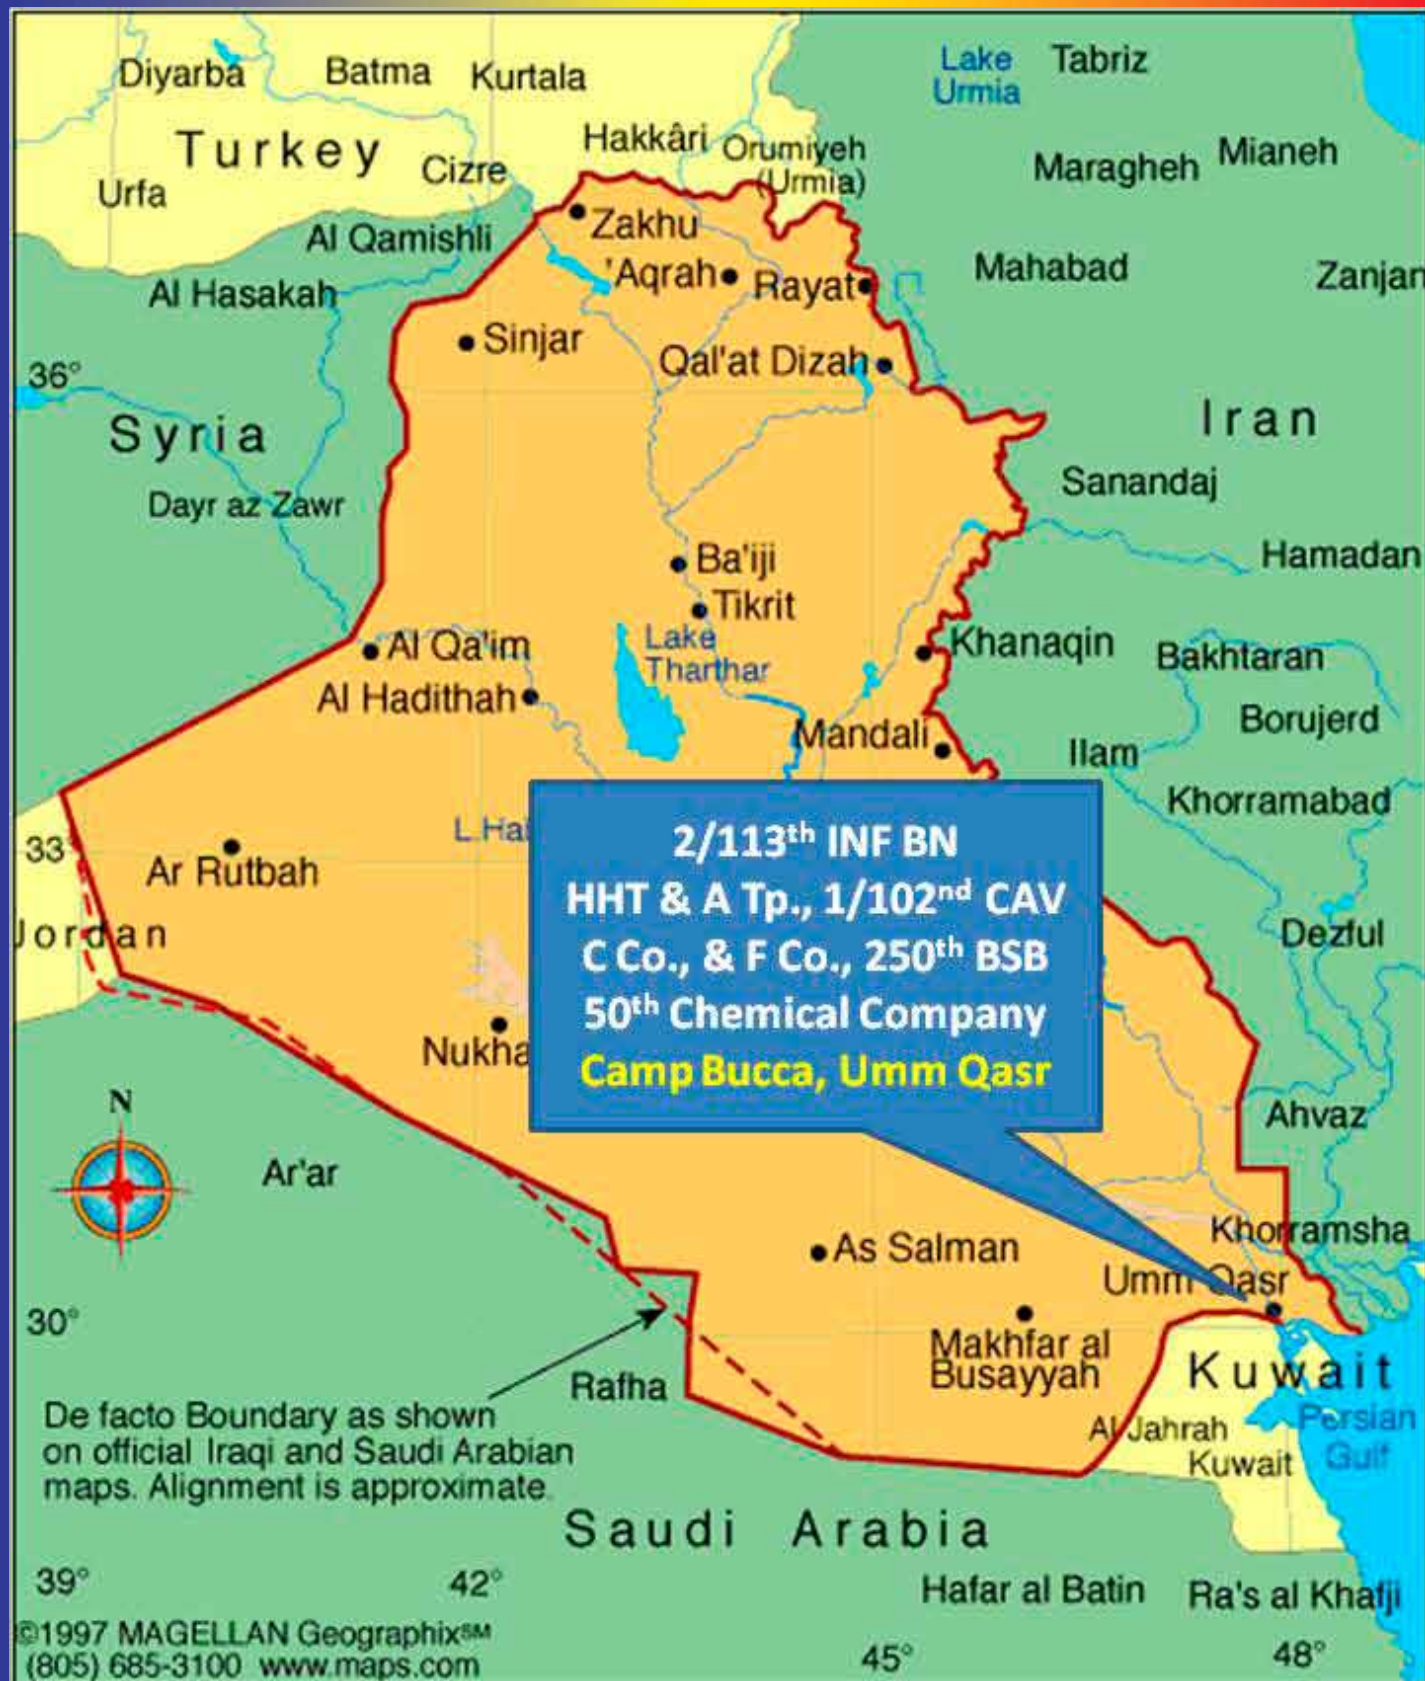 Diyarba
Batma
Kurtala
Lake
Urmia
Tabriz
Turkey
Hakkâri
Orumiyeh
(Urmia)
Cizre
Urfa
Maragheh
Mianeh
Al Qamishli
Zakhu
'Aqrah
Rayat
Mahabad
Zanjan
Al Hasakah
Sinjar
Qal'at Dizah
36°
Syria
Iran
Sanandaj
Dayr az Zawr
Ba'iji
Hamadan
Tikrit
Al Qa'im
Lake
Tharthar
Khanaqin
Bakhtaran
Al Hadithah
Mandali
Ilam
Borujerd
Khorramabad
33
Ar Rutbah
L.Ha
2/113th INF BN
HHT & A Tp., 1/102nd CAV
C Co., & F Co., 250th BSB
50th Chemical Company
Camp Bucca, Umm Qasr
Jordan
Dezful
Nukha
N
Ahvaz
Ar'ar
As Salman
Khorramsha
Umm Qasr
30°
Makhfar al
Busayyah
Kuwait
Rafha
De facto Boundary as shown
on official Iraqi and Saudi Arabian
maps. Alignment is approximate.
Al Jahrah
Kuwait
Persian
Gulf
Saudi Arabia
39°
42°
Hafar al Batin
Ra's al Khafji
©1997 MAGELLAN Geographix℠
(805) 685-3100 www.maps.com
45°
48°